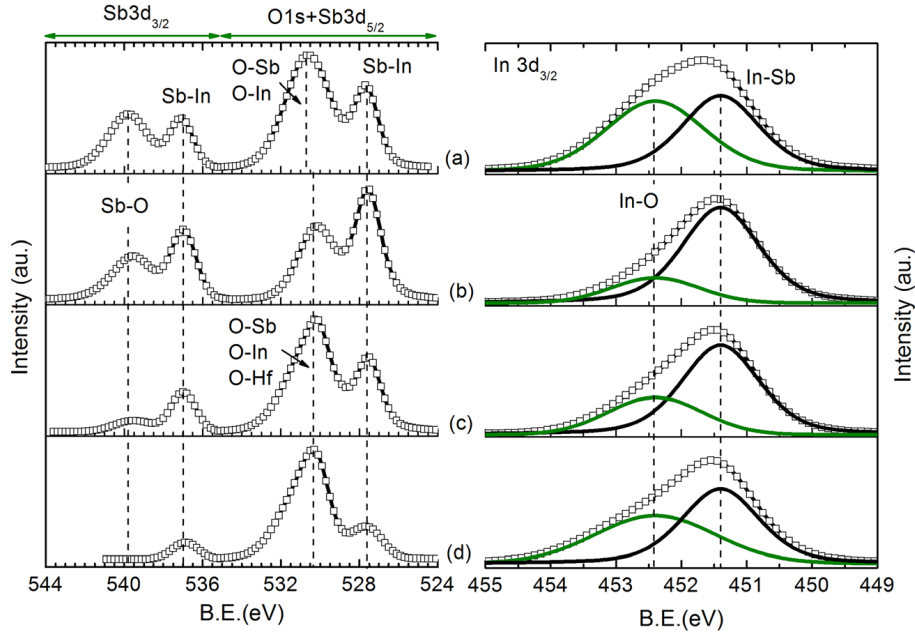 Sb3d3/2
O1s+Sb3d5/2
Sb-In
O-Sb
O-In
Sb-In
In 3d3/2
In-Sb
(a)
Sb-O
In-O
(b)
O-Sb
O-In
O-Hf
(c)
(d)
Intensity (au.)
Intensity (au.)
544 540 536 530 528 524
455 454 453 452 451 450 449
B.E.(eV)
B.E.(eV)